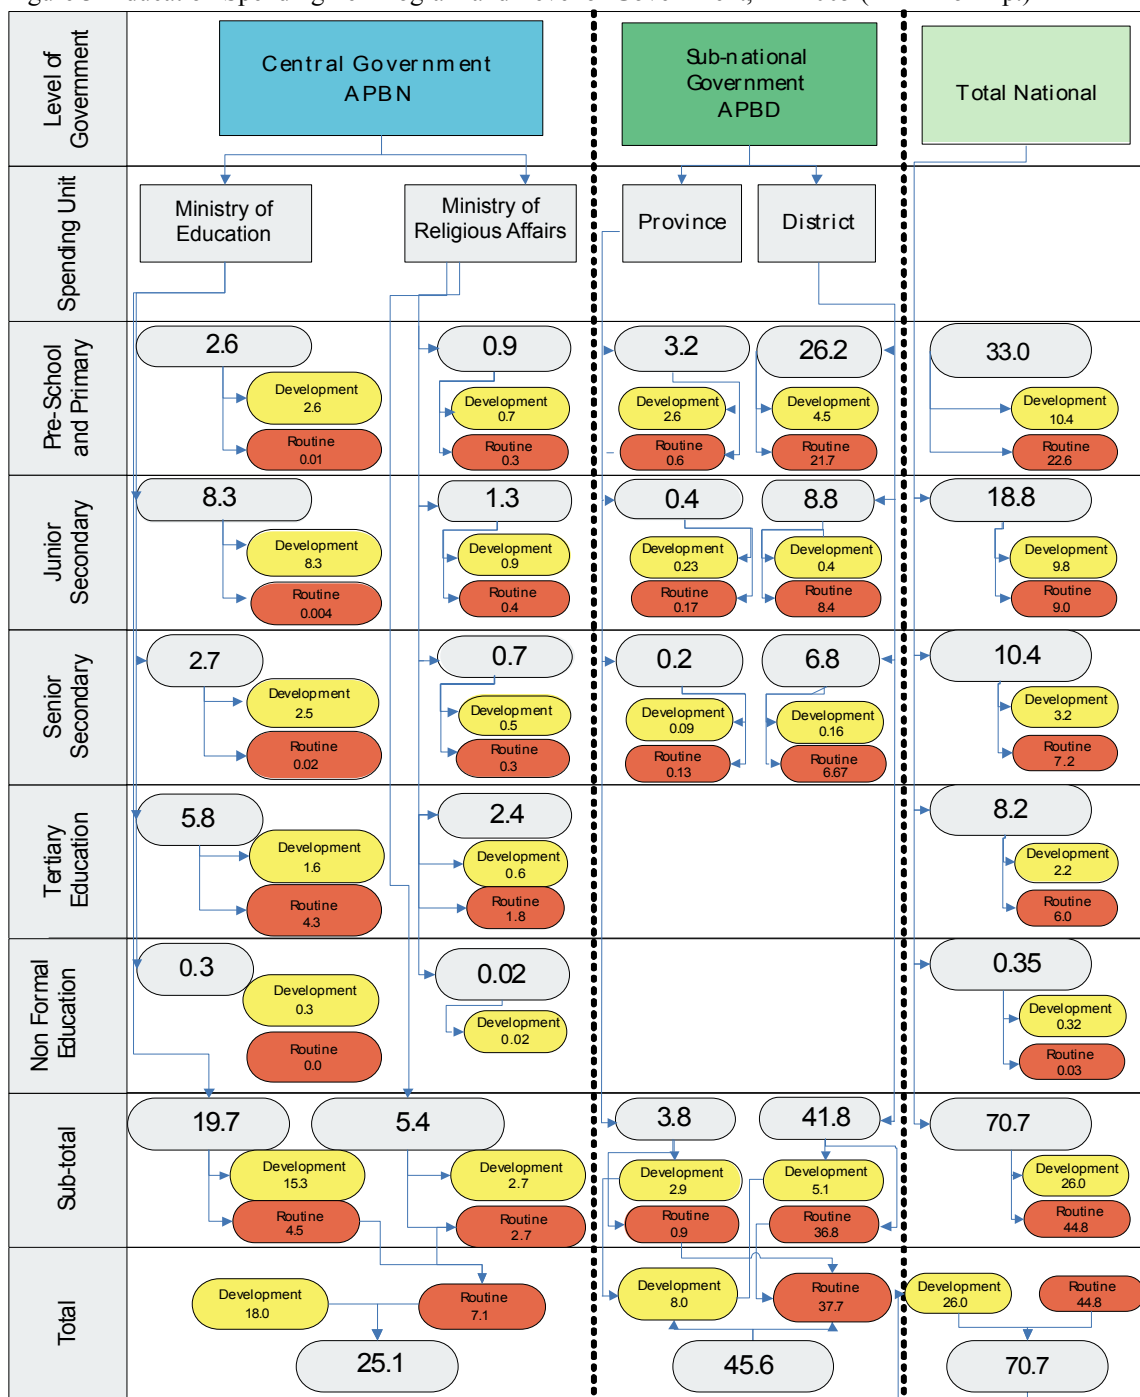 Level of
Government
Central Government
APBN
Sub-national
Government
APBD
Total National
Spending Unit
Ministry of
Education
Ministry of
Religious Affairs
Province
District
Pre-School
and Primary
2.6
Development
2.6
Routine
0.01
0.9
Development
0.7
Routine
0.3
3.2
Development
2.6
Routine
0.6
26.2
Development
4.5
Routine
21.7
33.0
Development
10.4
Routine
22.6
Junior
Secondary
8.3
Development
8.3
Routine
0.004
1.3
Development
0.9
Routine
0.4
0.4
Development
0.23
Routine
0.17
8.8
Development
0.4
Routine
8.4
18.8
Development
9.8
Routine
9.0
Senior
Secondary
2.7
Development
2.5
Routine
0.02
0.7
Development
0.5
Routine
0.3
0.2
Development
0.09
Routine
0.13
6.8
Development
0.16
Routine
6.67
10.4
Development
3.2
Routine
7.2
Tertiary
Education
5.8
Development
1.6
Routine
4.3
2.4
Development
0.6
Routine
1.8
8.2
Development
2.2
Routine
6.0
Non Formal
Education
0.3
Development
0.3
Routine
0.0
0.02
Development
0.02
0.35
Development
0.32
Routine
0.03
Sub-total
19.7
Development
15.3
Routine
4.5
5.4
Development
2.7
Routine
2.7
3.8
Development
2.9
Routine
0.9
41.8
Development
5.1
Routine
36.8
70.7
Development
26.0
Routine
44.8
Total
Development
18.0
Routine
7.1
25.1
Development
8.0
Routine
37.7
45.6
Development
26.0
Routine
44.8
70.7